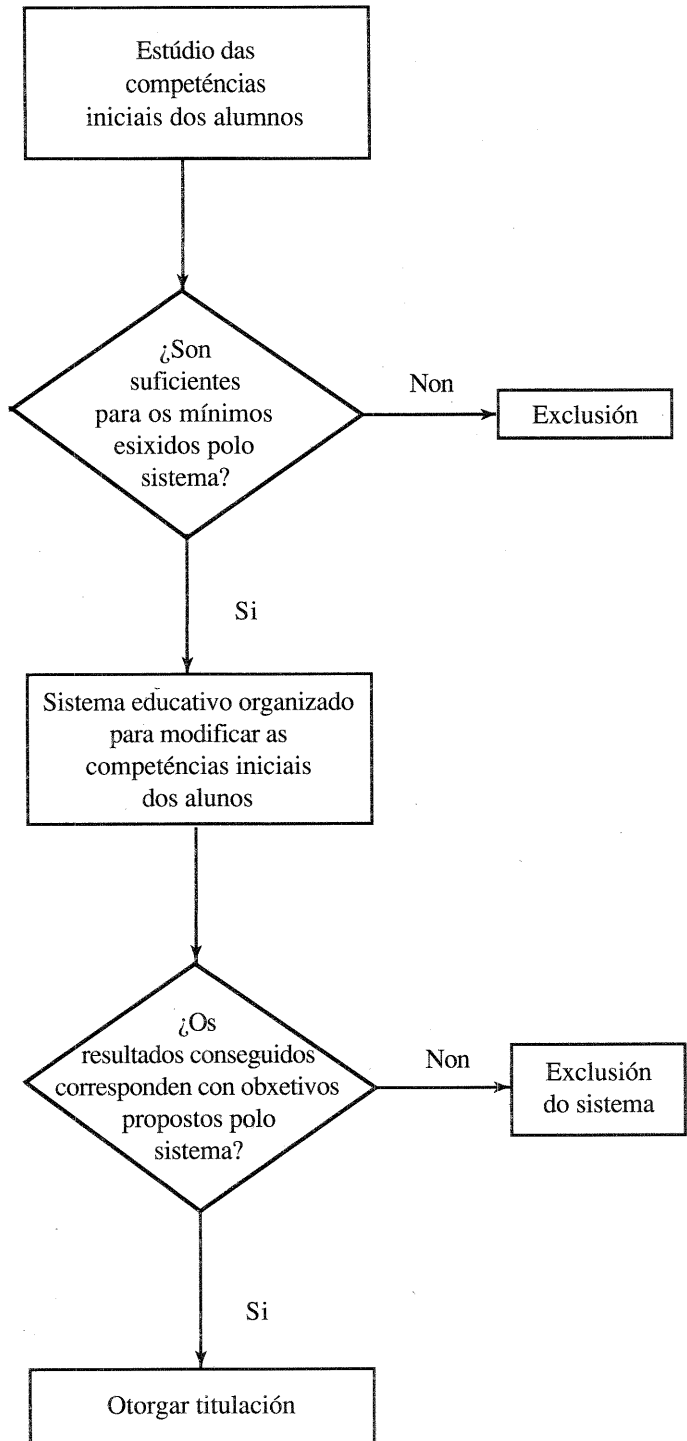 Estúdio das
competéncias
iniciais dos alumnos
¿Son
suficientes
para os mínimos
esixidos polo
sistema?
Non
Exclusión
Si
Sistema educativo organizado
para modificar as
competéncias iniciais
dos alunos
¿Os
resultados conseguidos
corresponden con obxetivos
propostos polo
sistema?
Non
Exclusión
do sistema
Si
Otorgar titulación